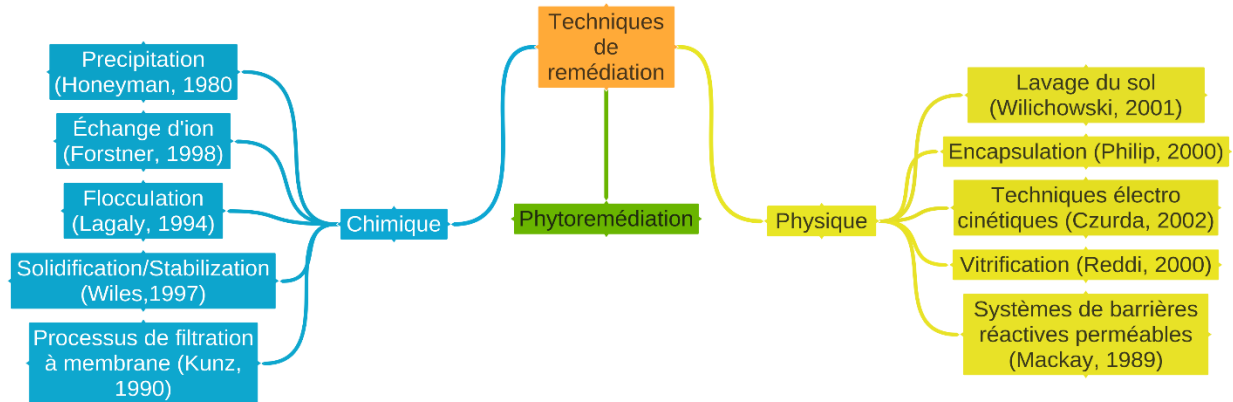 Techniques
de
remédiation
Precipitation
(Honeyman, 1980
Échange d'ion
(Forstner, 1998)
Flocculation
(Lagaly, 1994)
Solidification/Stabilization
(Wiles,1997)
Processus de filtration
à membrane (Kunz,
1990)
Chimique
Phytoremédiation
Physique
Lavage du sol
(Wilichowski, 2001)
Encapsulation (Philip, 2000)
Techniques électro
cinétiques (Czurda, 2002)
Vitrification (Reddi, 2000)
Systèmes de barrières
réactives perméables
(Mackay, 1989)